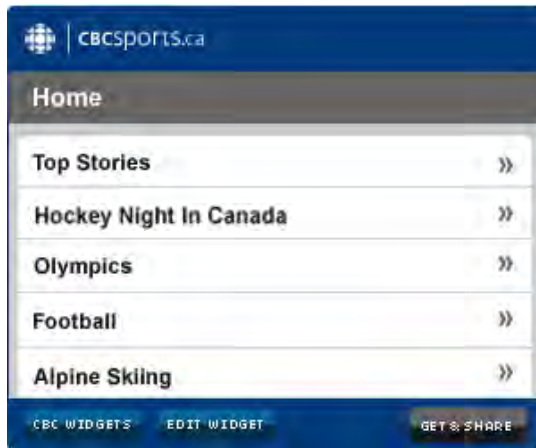 CBCSports.ca
Home
Top Stories »
Hockey Night In Canada »
Olympics »
Football »
Alpine Skiing »
CBC WIDGETS EDIT WIDGET GET & SHARE